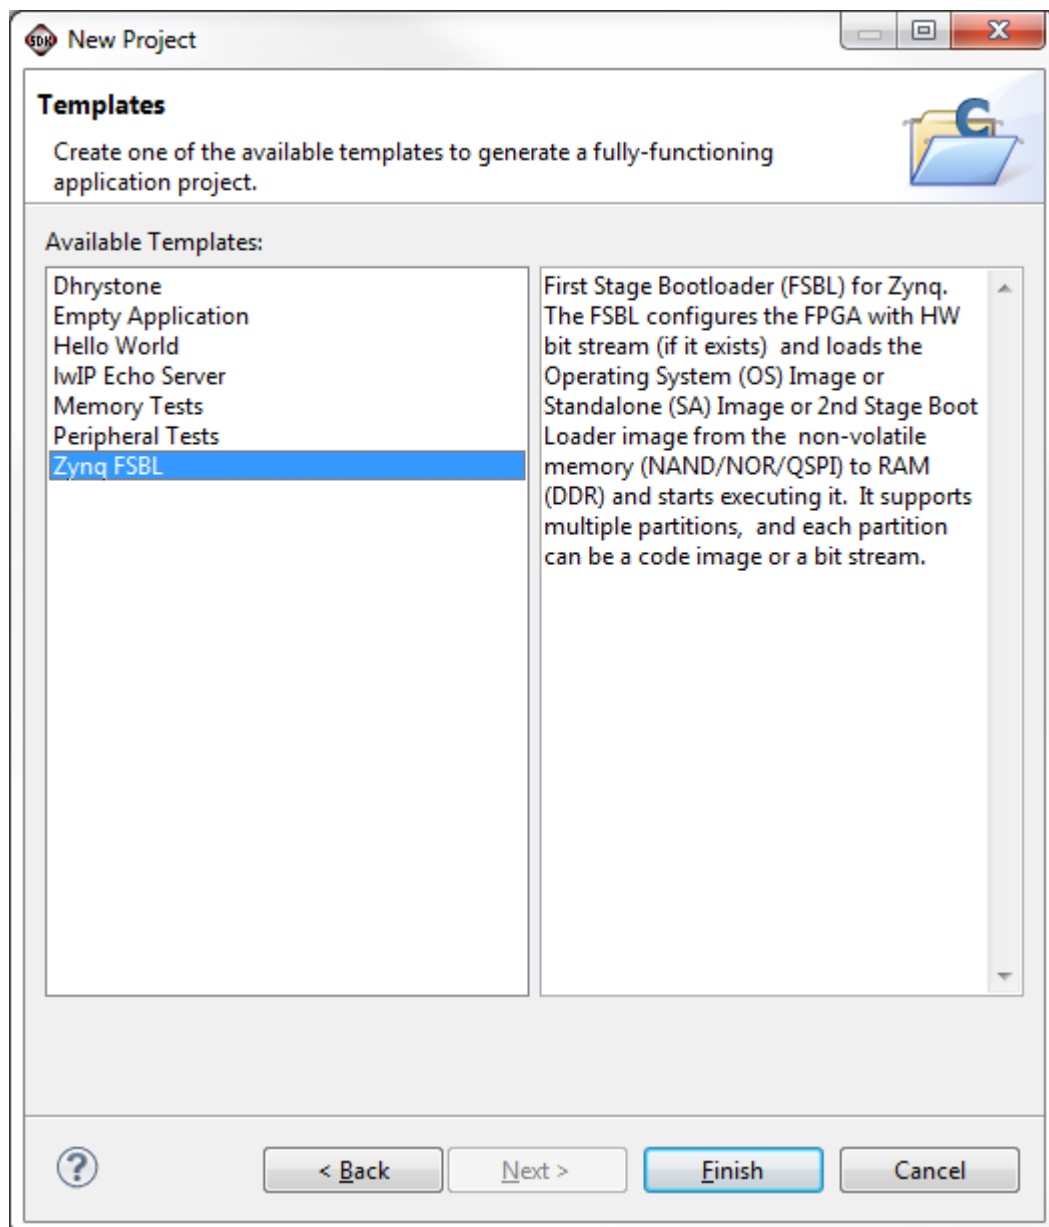 SDK New Project
Templates
Create one of the available templates to generate a fully-functioning
application project.
Available Templates:
Dhrystone
Empty Application
Hello World
lwIP Echo Server
Memory Tests
Peripheral Tests
Zynq FSBL
First Stage Bootloader (FSBL) for Zynq.
The FSBL configures the FPGA with HW
bit stream (if it exists)  and loads the
Operating System (OS) Image or
Standalone (SA) Image or 2nd Stage Boot
Loader image from the  non-volatile
memory (NAND/NOR/QSPI) to RAM
(DDR) and starts executing it.  It supports
multiple partitions,  and each partition
can be a code image or a bit stream.
< Back
Next >
Finish
Cancel